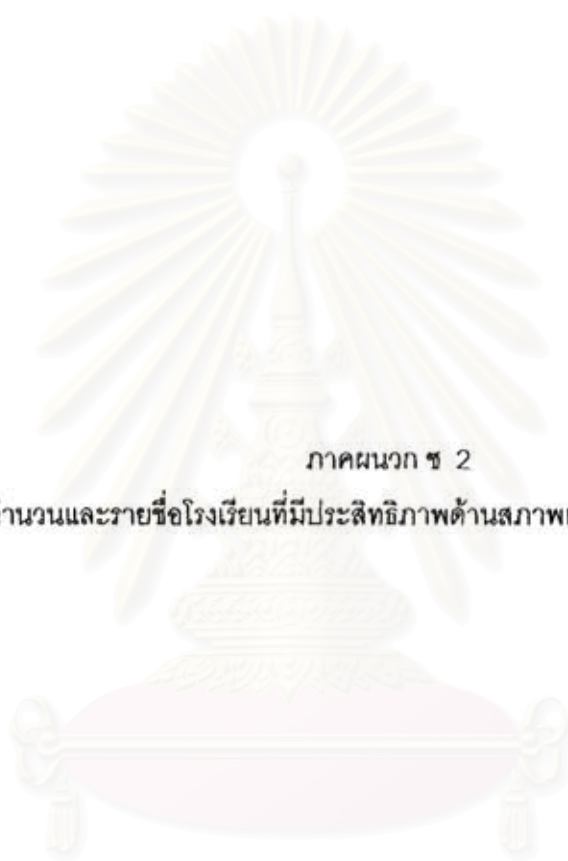 ภาคผนวก ซ 2
านวนและรายชื่อโรงเรียนที่มีประสิทธิภาพด้านสภาพ